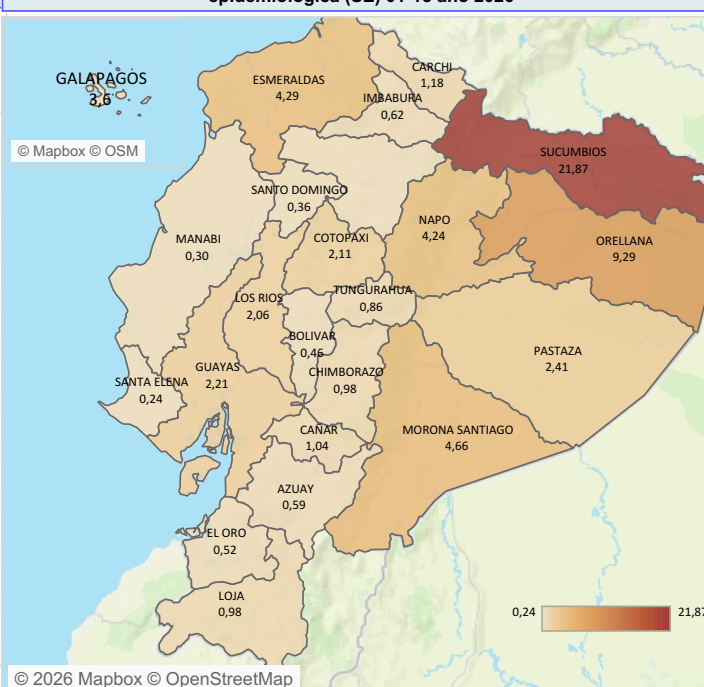 GALAPAGOS
3,6
© Mapbox © OSM
ESMERALDAS
4,29
CARCHI
1,18
IMBABURA
0,62
SUCUMBIOS
21,87
SANTO DOMINGO
0,36
MANABI
0,30
COTOPAXI
2,11
NAPO
4,24
ORELLANA
9,29
TUNGURAHUA
0,86
LOS RIOS
2,06
BOLIVAR
0,46
PASTAZA
2,41
GUAYAS
2,21
CHIMBORAZO
0,98
SANTA ELENA
0,24
CAÑAR
1,04
MORONA SANTIAGO
4,66
AZUAY
0,59
EL ORO
0,52
LOJA
0,98
0,24
21,87
© 2026 Mapbox © OpenStreetMap